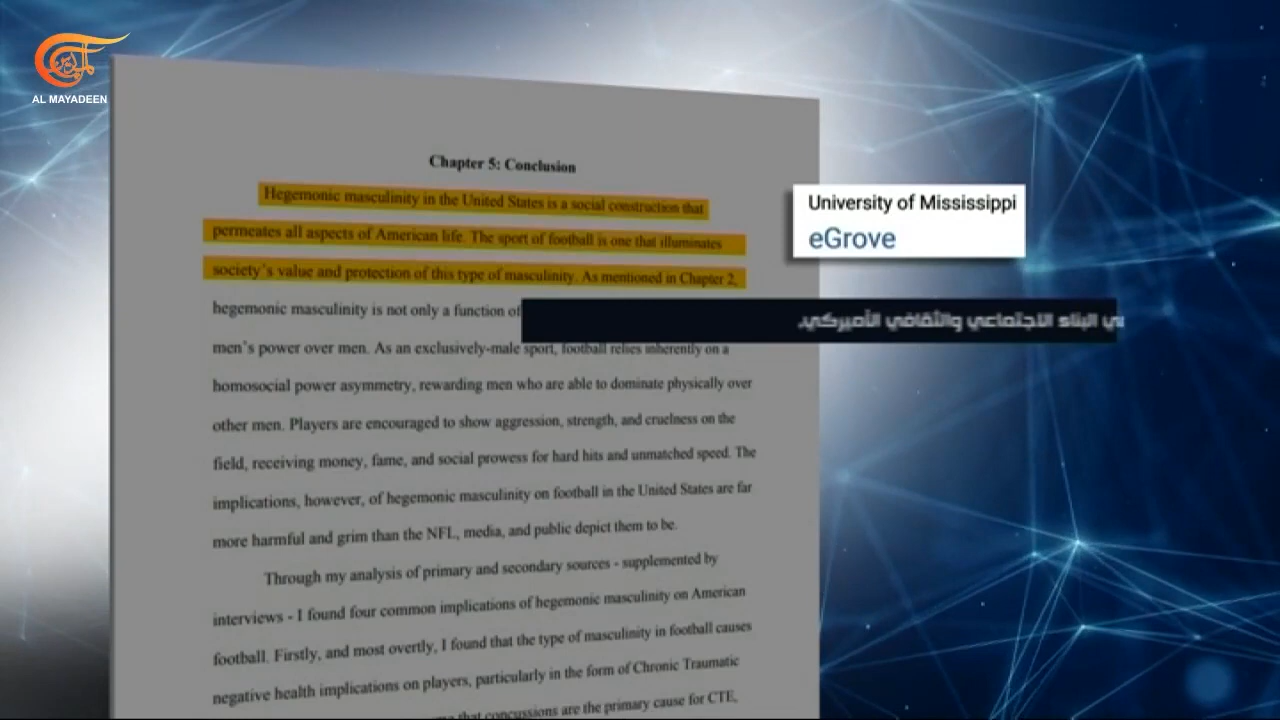 AL MAYADEEN
Chapter 5: Conclusion
Hegemonic masculinity in the United States is a social construction that
permeates all aspects of American life. The sport of football is one that illuminates
society's value and protection of this type of masculinity. As mentioned in Chapter 2,
hegemonic masculinity is not only a function of
men's power over men. As an exclusively-male sport, football relies inherently on a
homosocial power asymmetry, rewarding men who are able to dominate physically over
other men. Players are encouraged to show aggression, strength, and cruelness on the
field, receiving money, fame, and social prowess for hard hits and unmatched speed. The
implications, however, of hegemonic masculinity on football in the United States are far
more harmful and grim than the NFL, media, and public depict them to be.
Through my analysis of primary and secondary sources - supplemented by
interviews - I found four common implications of hegemonic masculinity on American
football. Firstly, and most overtly, I found that the type of masculinity in football causes
negative health implications on players, particularly in the form of Chronic Traumatic
that concussions are the primary cause for CTE,
University of Mississippi
eGrove
البناء الاجتماعي والثقافي الأميركي,